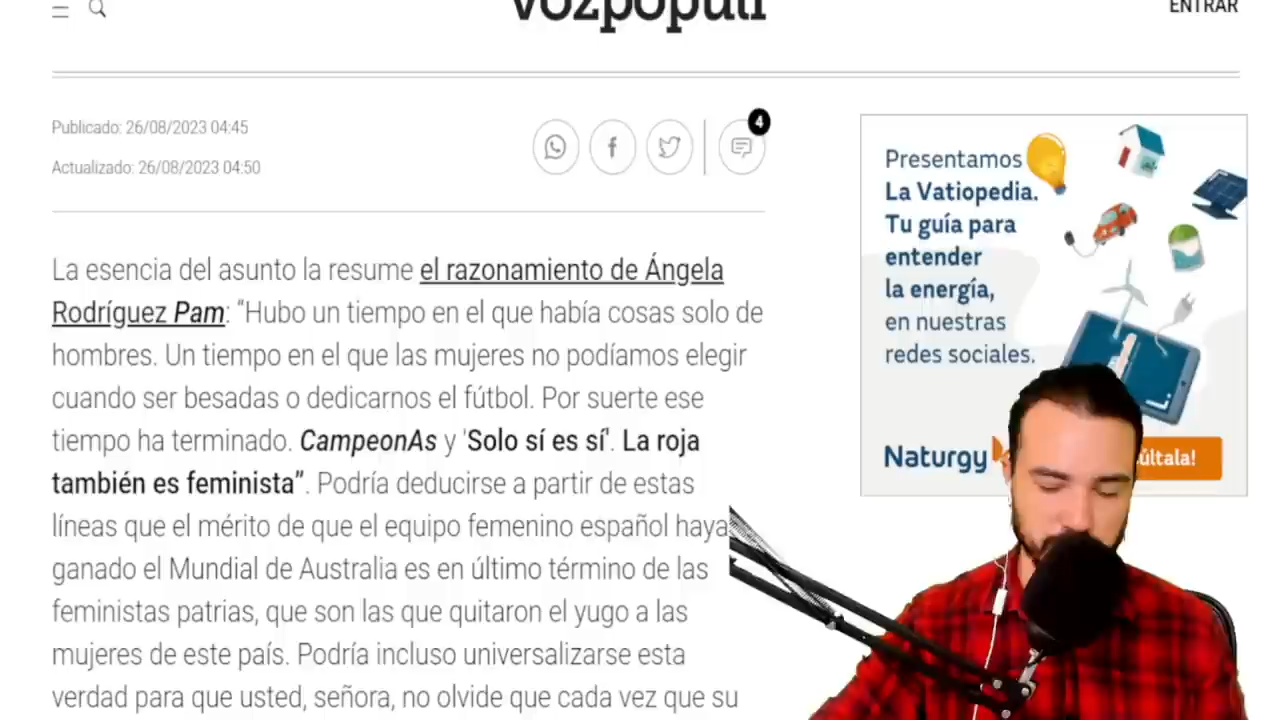 vozpópuli
ENTRAR
Publicado: 26/08/2023 04:45
Actualizado: 26/08/2023 04:50
4
La esencia del asunto la resume el razonamiento de Ángela
Rodríguez Pam: “Hubo un tiempo en el que había cosas solo de
hombres. Un tiempo en el que las mujeres no podíamos elegir
cuando ser besadas o dedicarnos el fútbol. Por suerte ese
tiempo ha terminado. CampeonAs y 'Solo sí es sí'. La roja
también es feminista”. Podría deducirse a partir de estas
líneas que el mérito de que el equipo femenino español haya
ganado el Mundial de Australia es en último término de las
feministas patrias, que son las que quitaron el yugo a las
mujeres de este país. Podría incluso universalizarse esta
verdad para que usted, señora, no olvide que cada vez que su
Presentamos
La Vatiopedia.
Tu guía para
entender
la energía,
en nuestras
redes sociales.
Naturgy
últala!